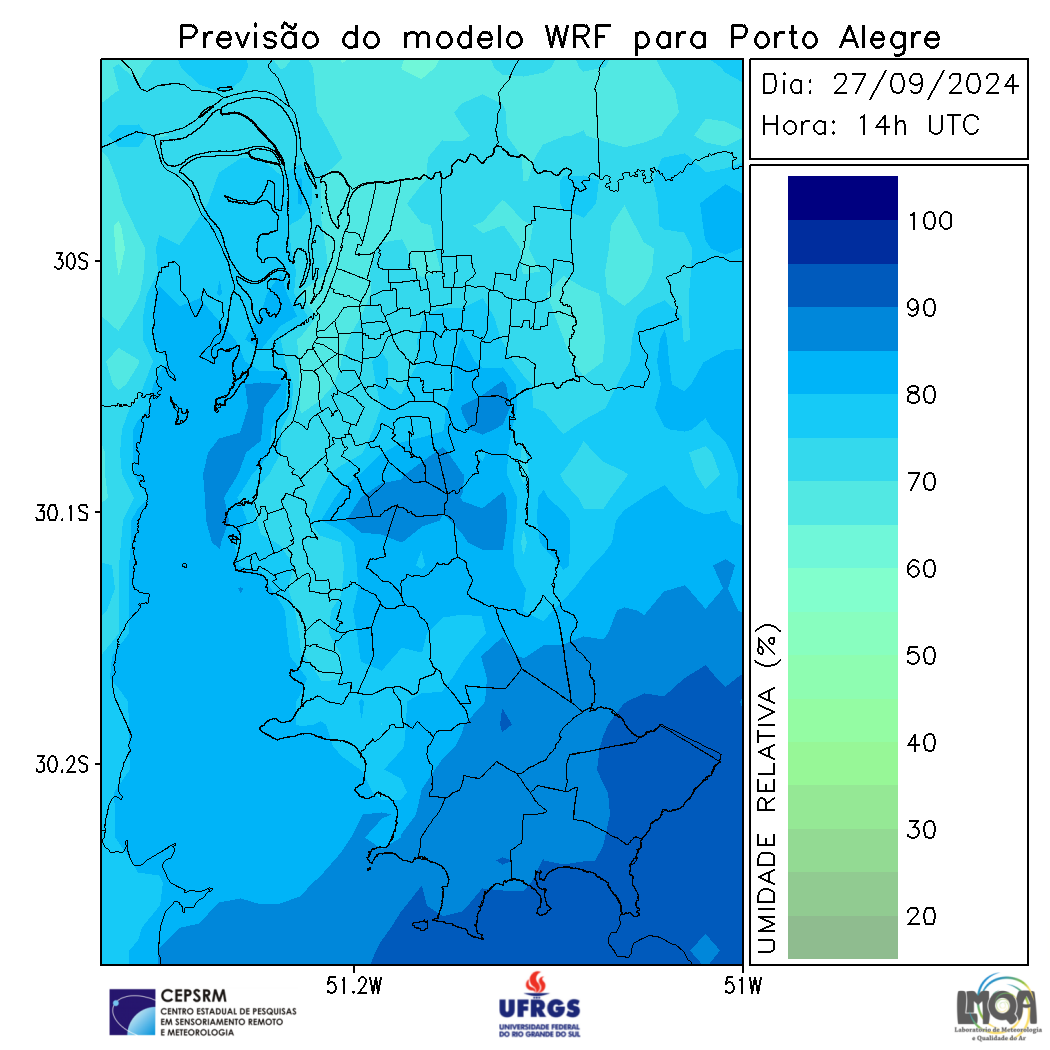 Previsão do modelo WRF para Porto Alegre
Dia: 27/09/2024
Hora: 14h UTC
30S
30.1S
30.2S
51.2W
51W
UMIDADE RELATIVA (%)
100
90
80
70
60
50
40
30
20
CEPSRM
CENTRO ESTADUAL DE PESQUISAS
EM SENSORIAMENTO REMOTO
E METEOROLOGIA
UFRGS
UNIVERSIDADE FEDERAL
DO RIO GRANDE DO SUL
LMQA
Laboratório de Meteorologia
e Qualidade do Ar